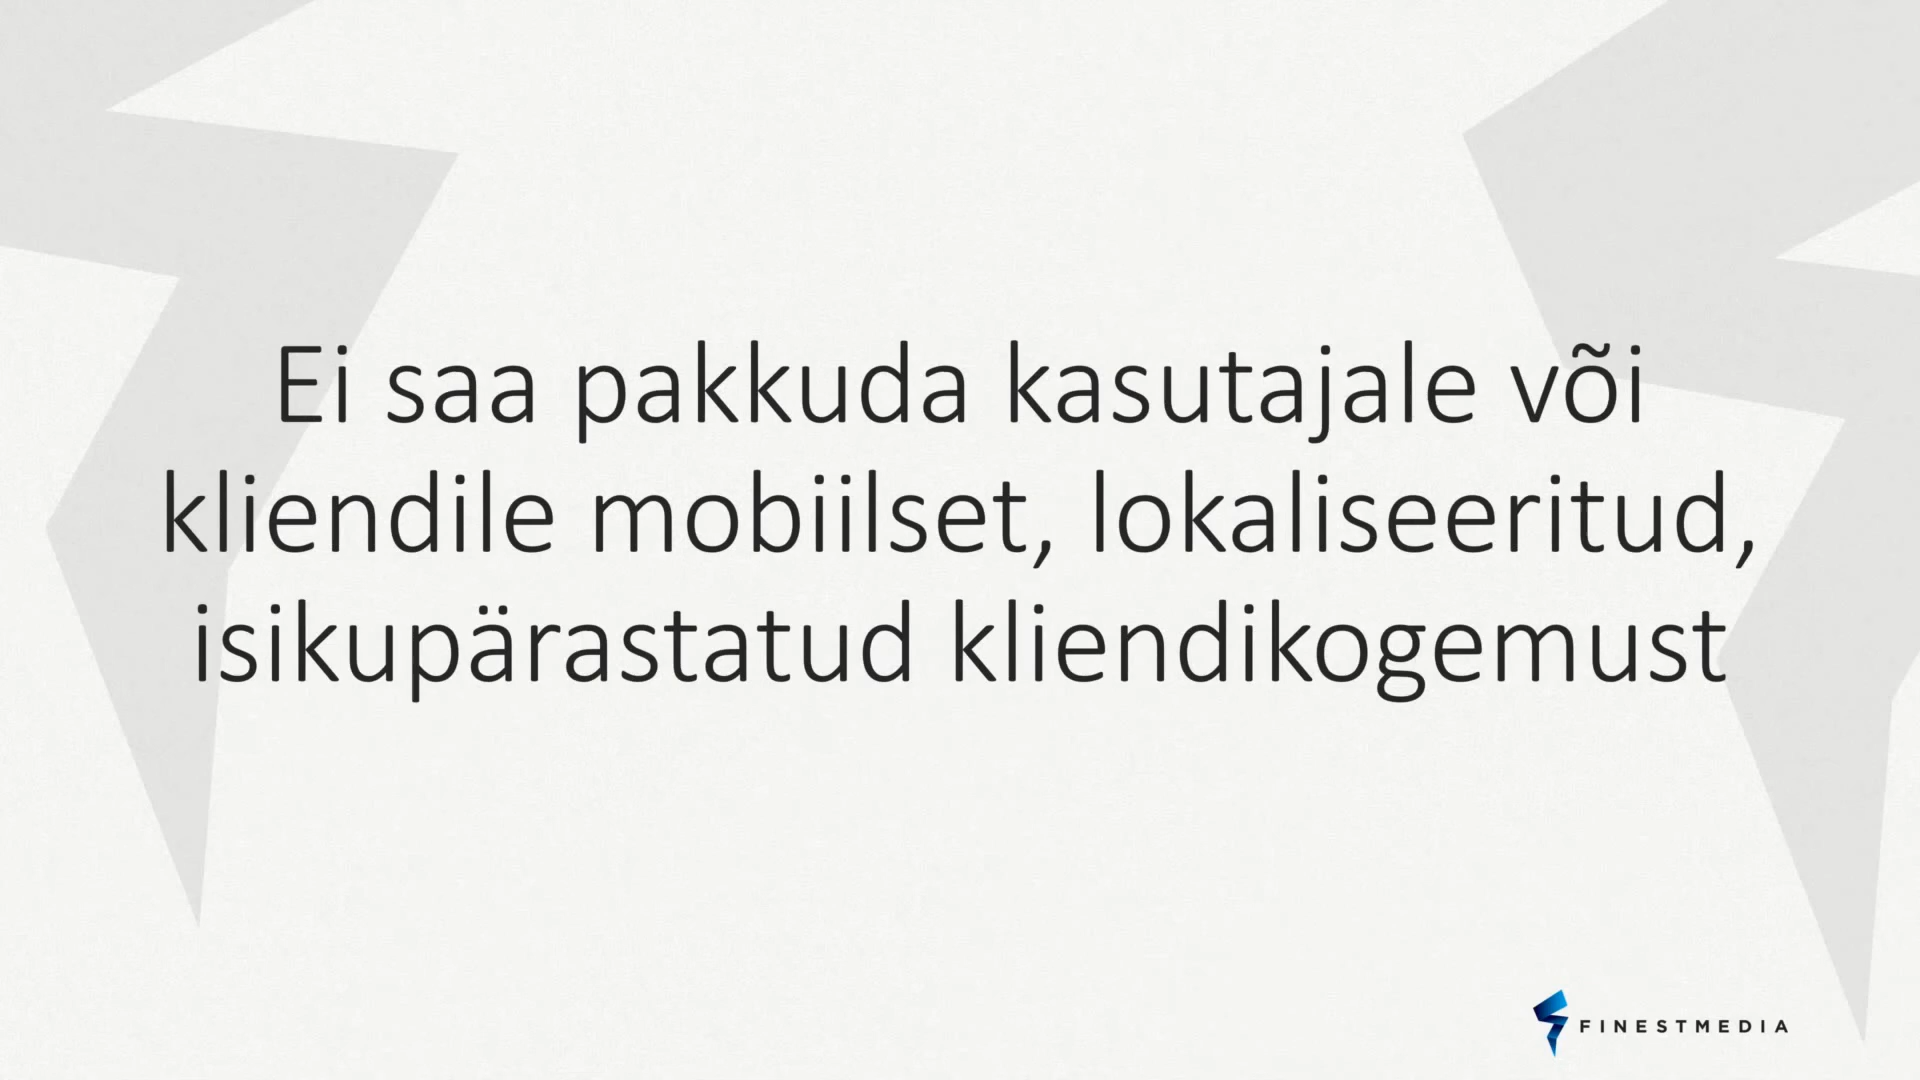 Ei saa pakkuda kasutajale või
kliendile mobiilset, lokaliseeritud,
isikupärastatud kliendikogemust
FINESTMEDIA